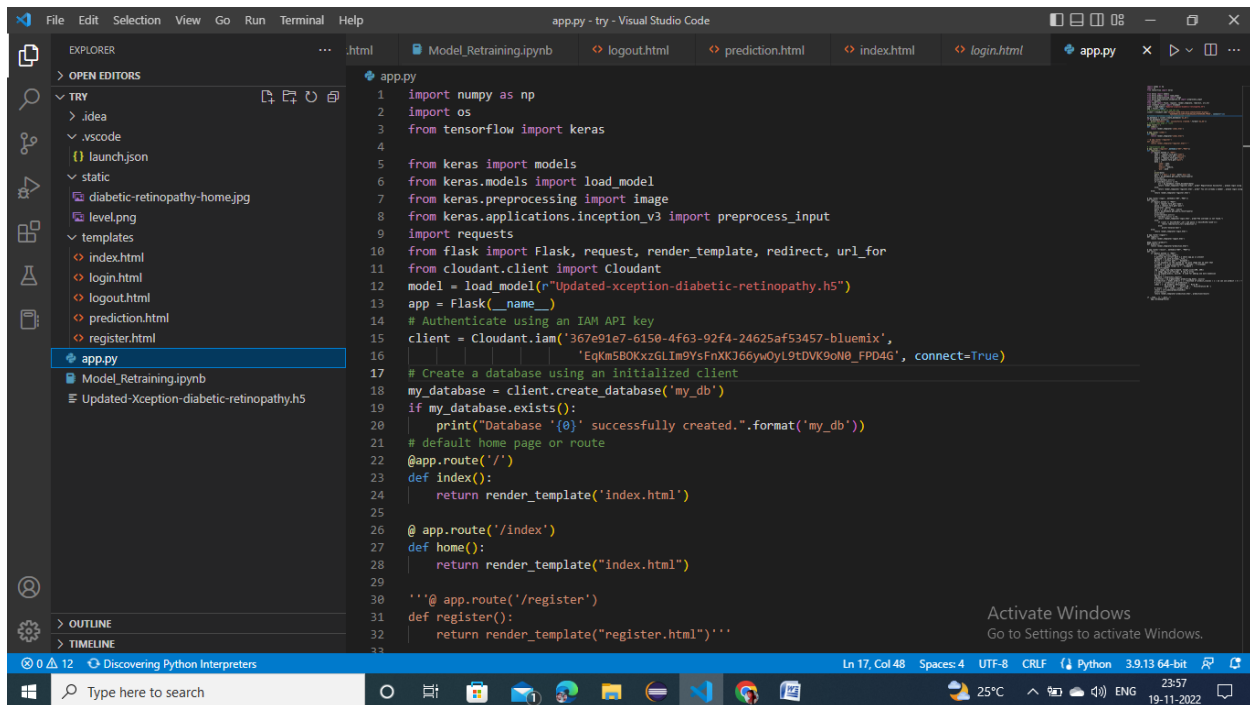 File Edit Selection View Go Run Terminal Help app.py - try - Visual Studio Code
EXPLORER
OPEN EDITORS
TRY
.idea
.vscode
{} launch.json
static
diabetic-retinopathy-home.jpg
level.png
templates
index.html
login.html
logout.html
prediction.html
register.html
app.py
Model_Retraining.ipynb
Updated-Xception-diabetic-retinopathy.h5
OUTLINE
TIMELINE
.html Model_Retraining.ipynb logout.html prediction.html index.html login.html app.py
app.py
1 import numpy as np
2 import os
3 from tensorflow import keras
4
5 from keras import models
6 from keras.models import load_model
7 from keras.preprocessing import image
8 from keras.applications.inception_v3 import preprocess_input
9 import requests
10 from flask import Flask, request, render_template, redirect, url_for
11 from cloudant.client import Cloudant
12 model = load_model(r"Updated-xception-diabetic-retinopathy.h5")
13 app = Flask(__name__)
14 # Authenticate using an IAM API key
15 client = Cloudant.iam('367e91e7-6150-4f63-92f4-24625af53457-bluemix',
16 'EqKm5BOKxzGLIm9YsFnXKJ66ywOyL9tDVK9oN0_FPD4G', connect=True)
17 # Create a database using an initialized client
18 my_database = client.create_database('my_db')
19 if my_database.exists():
20 print("Database '{0}' successfully created.".format('my_db'))
21 # default home page or route
22 @app.route('/')
23 def index():
24 return render_template('index.html')
25
26 @ app.route('/index')
27 def home():
28 return render_template("index.html")
29
30 '''@ app.route('/register')
31 def register():
32 return render_template("register.html")'''
33
Activate Windows
Go to Settings to activate Windows.
0 12 Discovering Python Interpreters Ln 17, Col 48 Spaces: 4 UTF-8 CRLF Python 3.9.13 64-bit
Type here to search 1 25°C ENG 23:57
19-11-2022